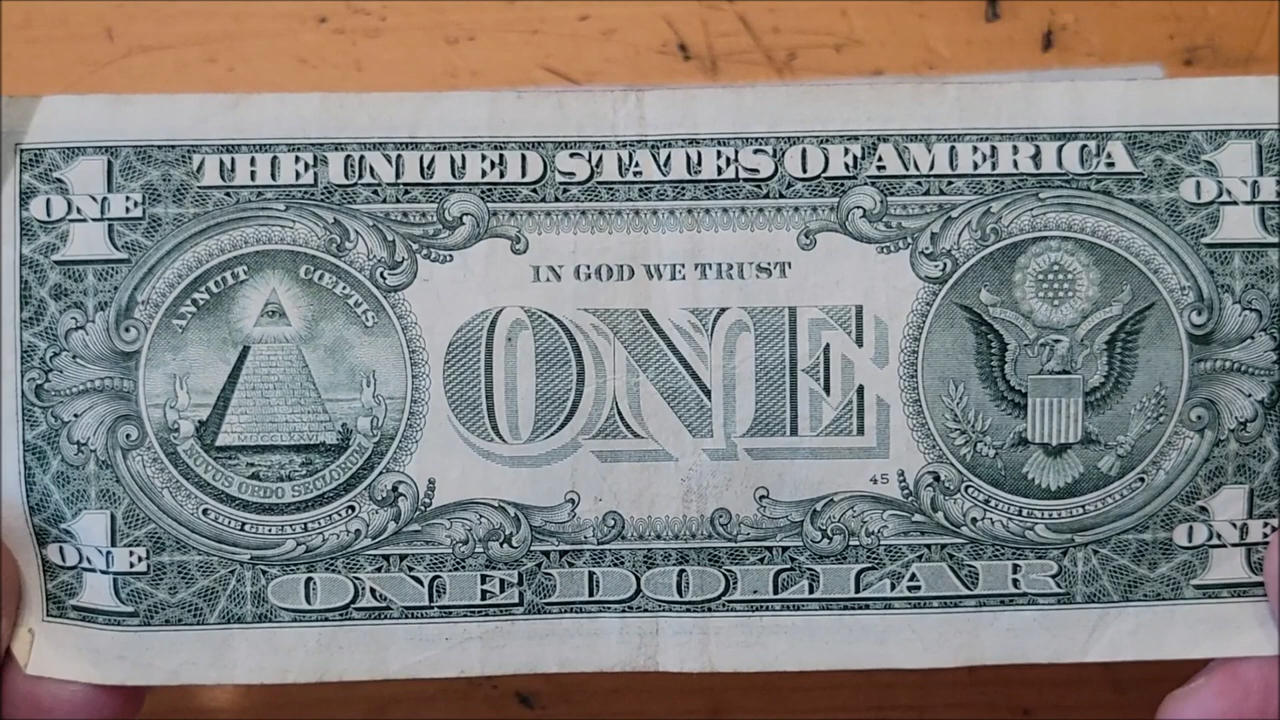 THE UNITED STATES OF AMERICA
1
ONE
1
ONE
IN GOD WE TRUST
ANNUIT CŒPTIS
ONE
MDCCLXXVI
NOVUS ORDO SECLORUM
45
THE GREAT SEAL
OF THE UNITED STATES
1
ONE
1
ONE
ONE DOLLAR